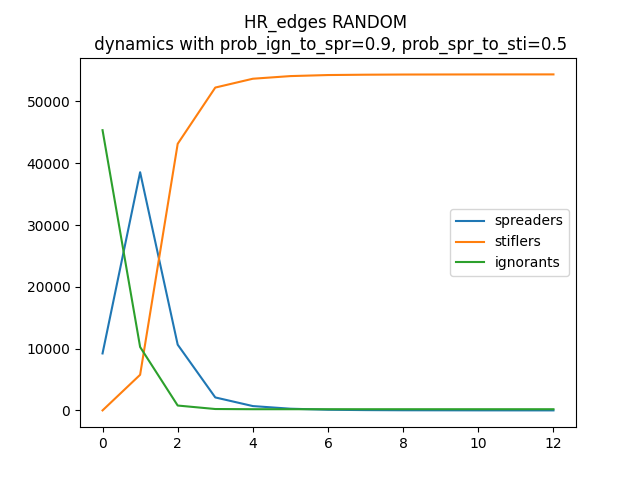 HR_edges RANDOM
dynamics with prob_ign_to_spr=0.9, prob_spr_to_sti=0.5
50000
40000
30000
20000
10000
0
spreaders
stiflers
ignorants
0 2 4 6 8 10 12